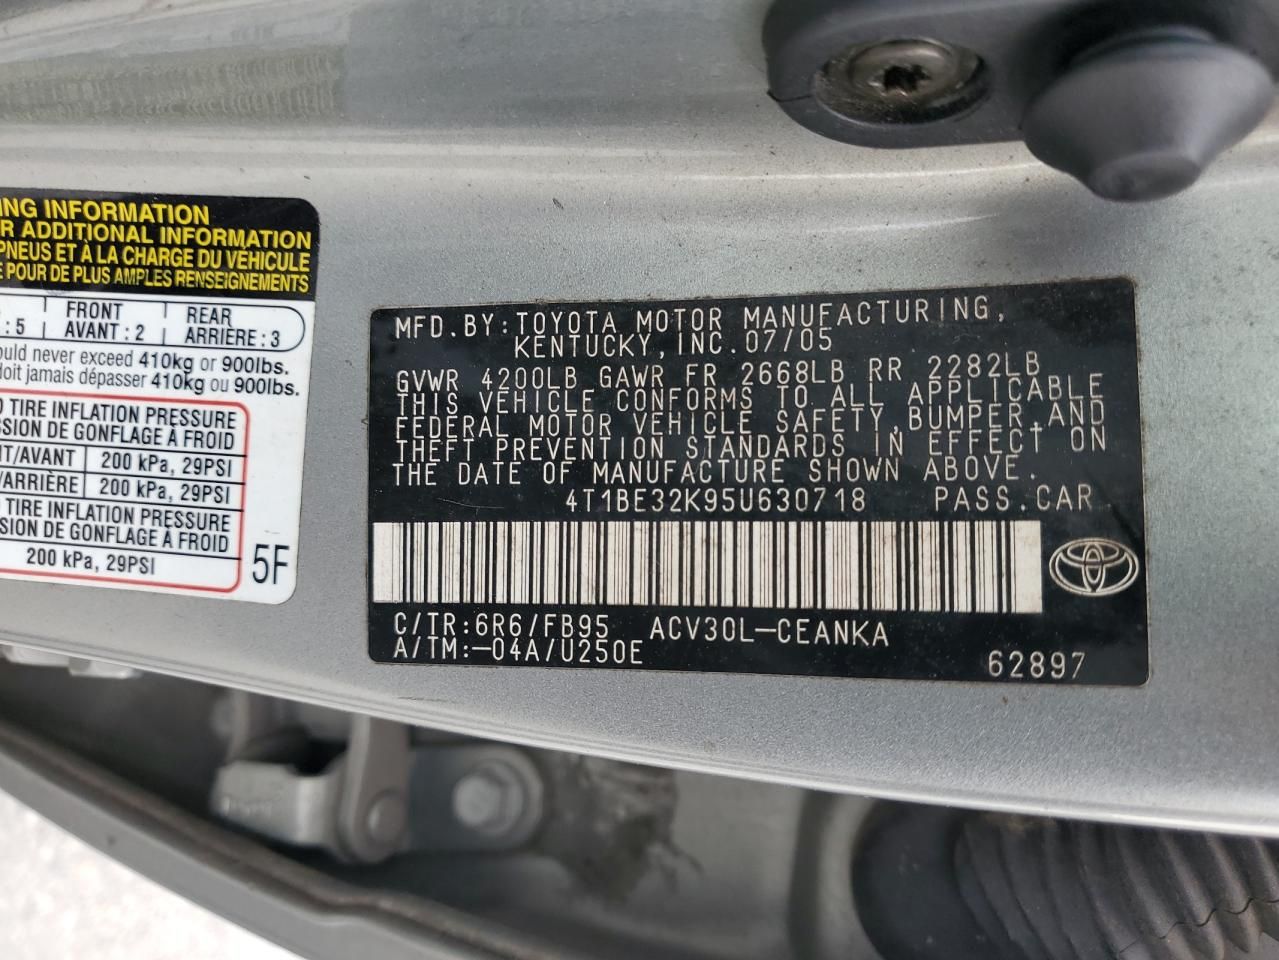 ING INFORMATION
R ADDITIONAL INFORMATION
PNEUS ET À LA CHARGE DU VÉHICULE
POUR DE PLUS AMPLES RENSEIGNEMENTS
: 5 FRONT AVANT : 2 REAR ARRIÈRE : 3
should never exceed 410kg or 900lbs.
doit jamais dépasser 410kg ou 900lbs.
TIRE INFLATION PRESSURE
SSION DE GONFLAGE À FROID
T/AVANT 200 kPa, 29PSI
/ARRIÈRE 200 kPa, 29PSI
TIRE INFLATION PRESSURE
DE GONFLAGE À FROID
200 kPa, 29PSI
5F
MFD.BY:TOYOTA MOTOR MANUFACTURING,
KENTUCKY,INC.07/05
GVWR 4200LB GAWR FR 2668LB RR 2282LB
THIS VEHICLE CONFORMS TO ALL APPLICABLE
FEDERAL MOTOR VEHICLE SAFETY,BUMPER,AND
THEFT PREVENTION STANDARDS IN EFFECT ON
THE DATE OF MANUFACTURE SHOWN ABOVE.
4T1BE32K95U630718 PASS.CAR
C/TR:6R6/FB95 ACV30L-CEANKA
A/TM:-04A/U250E
62897